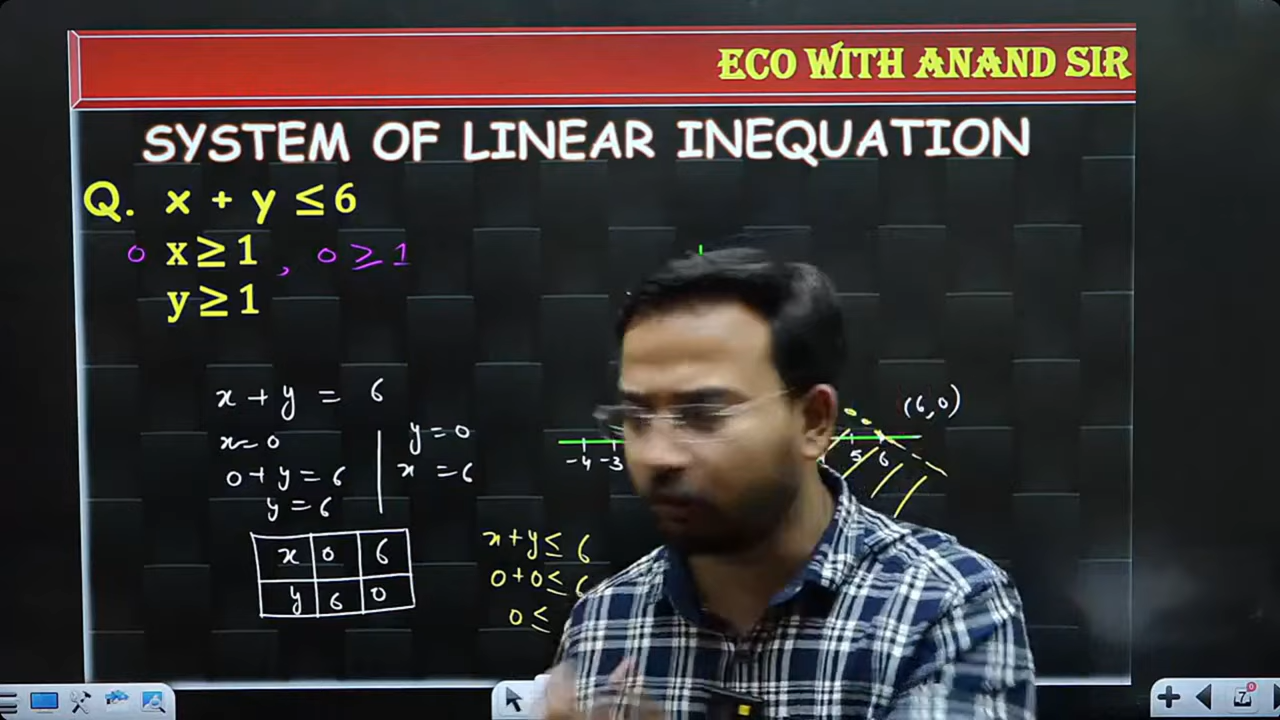 ECO WITH ANAND SIR
SYSTEM OF LINEAR INEQUATION
Q. x + y ≤ 6
0 x ≥ 1 , 0 ≥ 1
y ≥ 1
x + y = 6
x = 0
0 + y = 6
y = 6
y = 0
x = 6
x 0 6
y 6 0
x + y ≤ 6
0 + 0 ≤ 6
0 ≤
(6,0)
-4 -3 5 6
7